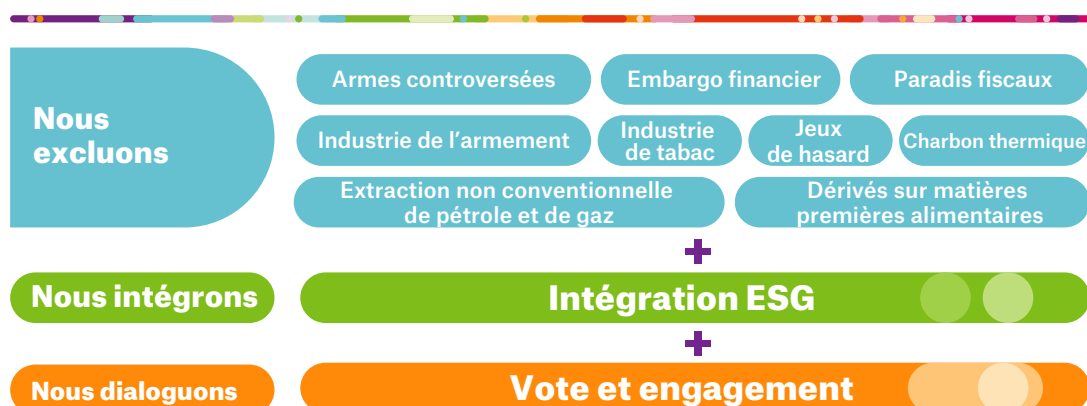 Nous
excluons
Armes controversées
Embargo financier
Paradis fiscaux
Industrie de l'armement
Industrie
de tabac
Jeux
de hasard
Charbon thermique
Extraction non conventionnelle
de pétrole et de gaz
Dérivés sur matières
premières alimentaires
+
Nous intégrons
Intégration ESG
+
Nous dialoguons
Vote et engagement